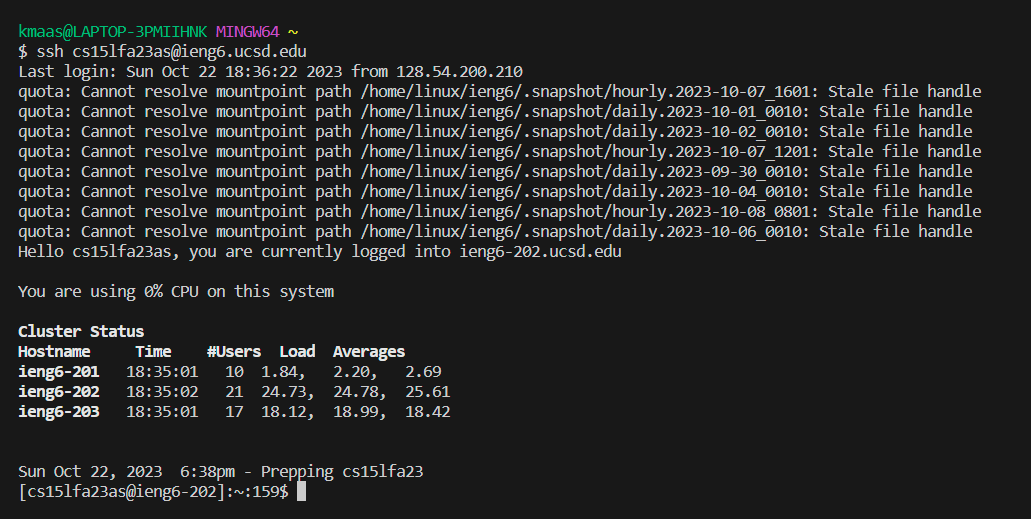 kmaas@LAPTOP-3PMIIHNK MINGW64 ~
$ ssh cs15lfa23as@ieng6.ucsd.edu
Last login: Sun Oct 22 18:36:22 2023 from 128.54.200.210
quota: Cannot resolve mountpoint path /home/linux/ieng6/.snapshot/hourly.2023-10-07_1601: Stale file handle
quota: Cannot resolve mountpoint path /home/linux/ieng6/.snapshot/daily.2023-10-01_0010: Stale file handle
quota: Cannot resolve mountpoint path /home/linux/ieng6/.snapshot/daily.2023-10-02_0010: Stale file handle
quota: Cannot resolve mountpoint path /home/linux/ieng6/.snapshot/hourly.2023-10-07_1201: Stale file handle
quota: Cannot resolve mountpoint path /home/linux/ieng6/.snapshot/daily.2023-09-30_0010: Stale file handle
quota: Cannot resolve mountpoint path /home/linux/ieng6/.snapshot/daily.2023-10-04_0010: Stale file handle
quota: Cannot resolve mountpoint path /home/linux/ieng6/.snapshot/hourly.2023-10-08_0801: Stale file handle
quota: Cannot resolve mountpoint path /home/linux/ieng6/.snapshot/daily.2023-10-06_0010: Stale file handle
Hello cs15lfa23as, you are currently logged into ieng6-202.ucsd.edu
You are using 0% CPU on this system
Cluster Status
Hostname     Time    #Users  Load  Averages
ieng6-201   18:35:01   10  1.84,   2.20,   2.69
ieng6-202   18:35:02   21  24.73,  24.78,  25.61
ieng6-203   18:35:01   17  18.12,  18.99,  18.42
Sun Oct 22, 2023  6:38pm - Prepping cs15lfa23
[cs15lfa23as@ieng6-202]:~:159$